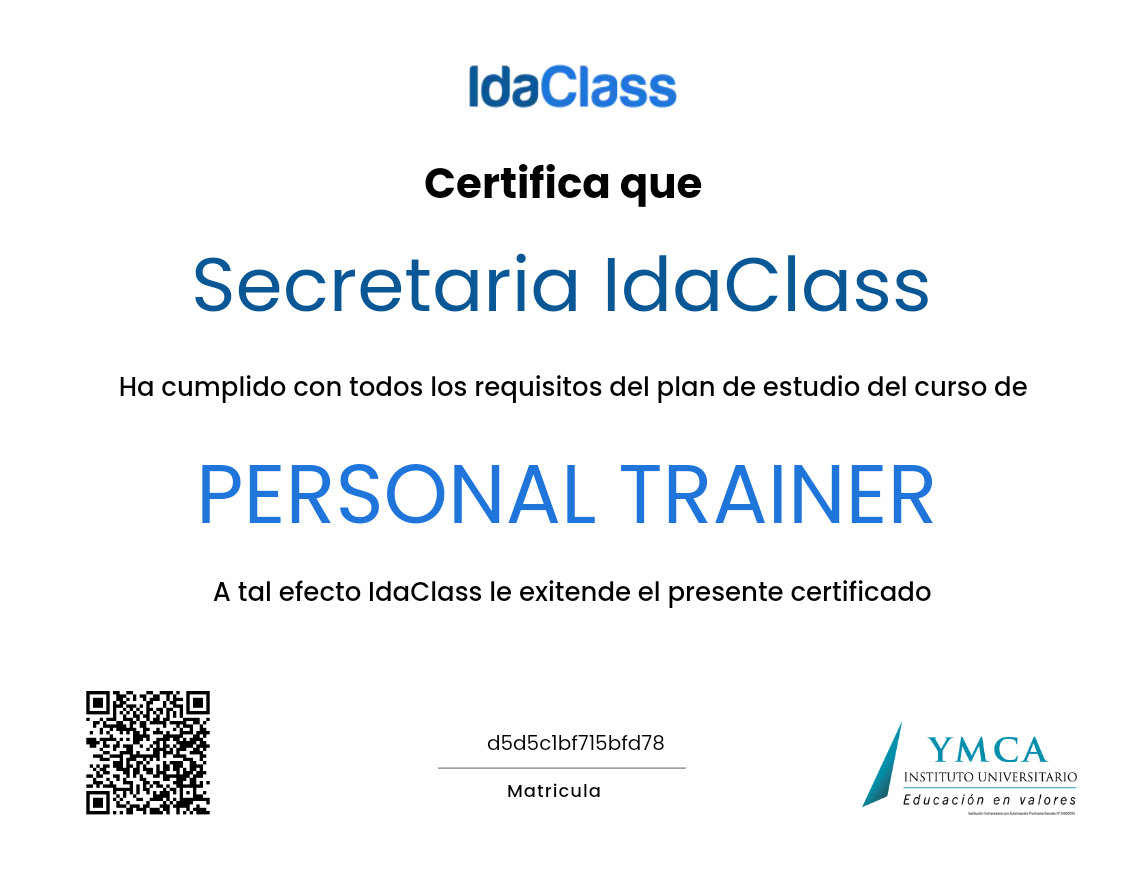 IdaClass
Certifica que
Secretaria IdaClass
Ha cumplido con todos los requisitos del plan de estudio del curso de
PERSONAL TRAINER
A tal efecto IdaClass le exitende el presente certificado
d5d5c1bf715bfd78
Matricula
YMCA
INSTITUTO UNIVERSITARIO
Educación en valores